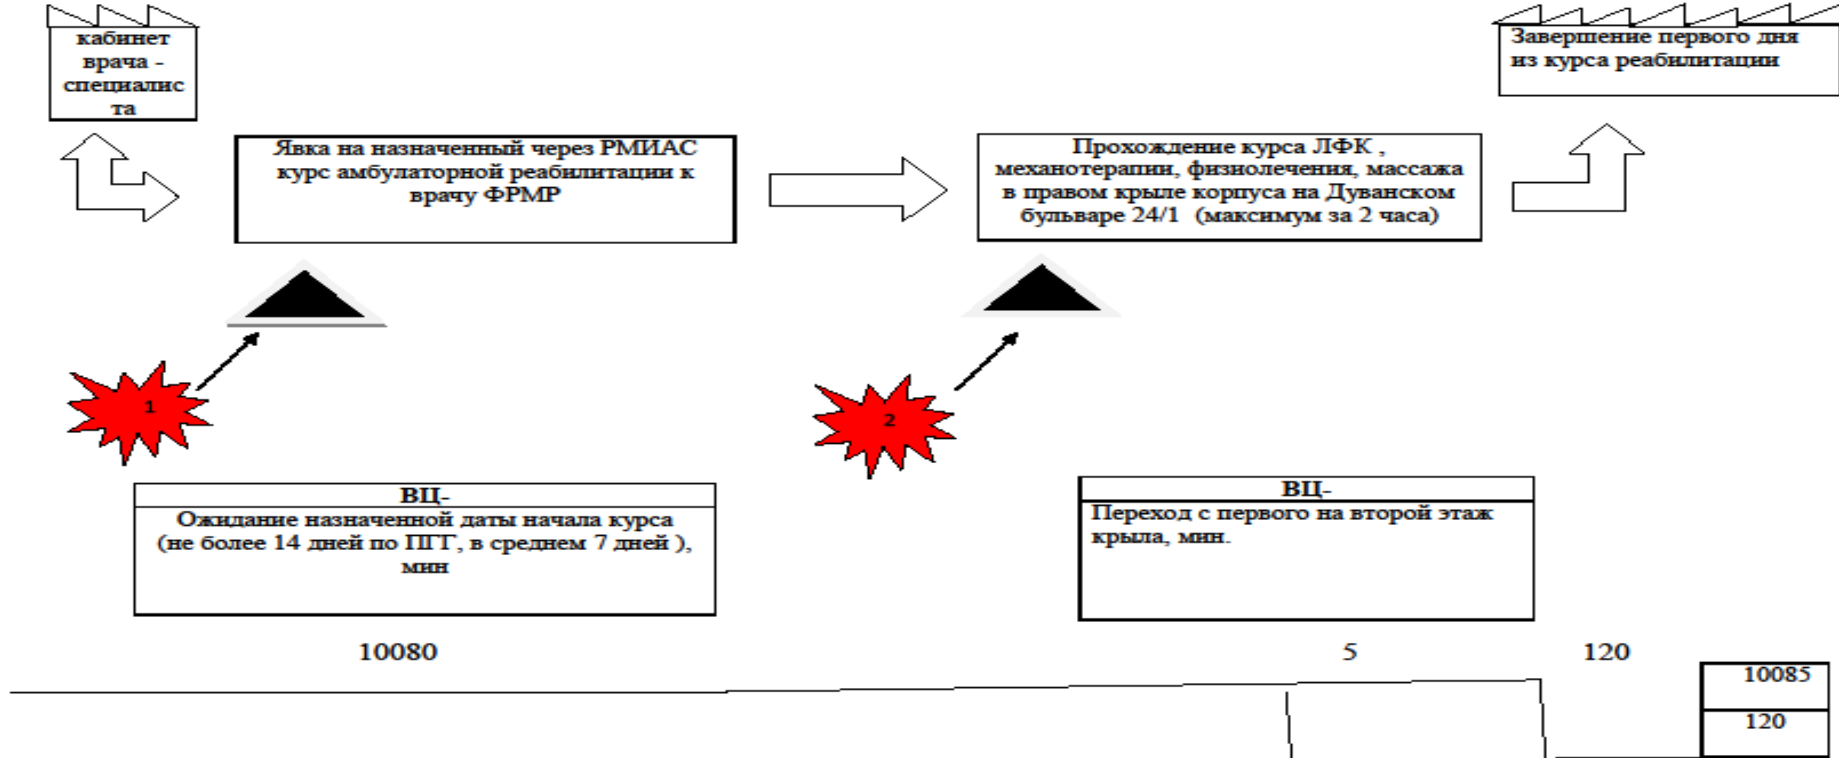 кабинет
врача -
специалис
та
Завершение первого дня
из курса реабилитации
Явка на назначенный через РМИАС
курс амбулаторной реабилитации к
врачу ФРМР
Прохождение курса ЛФК ,
механотерапии, физиолечения, массажа
в правом крыле корпуса на Дуванском
бульваре 24/1 (максимум за 2 часа)
1
2
ВЦ-
Ожидание назначенной даты начала курса
(не более 14 дней по ПГГ, в среднем 7 дней ),
мин
ВЦ-
Переход с первого на второй этаж
крыла, мин.
10080
5
120
10085
120